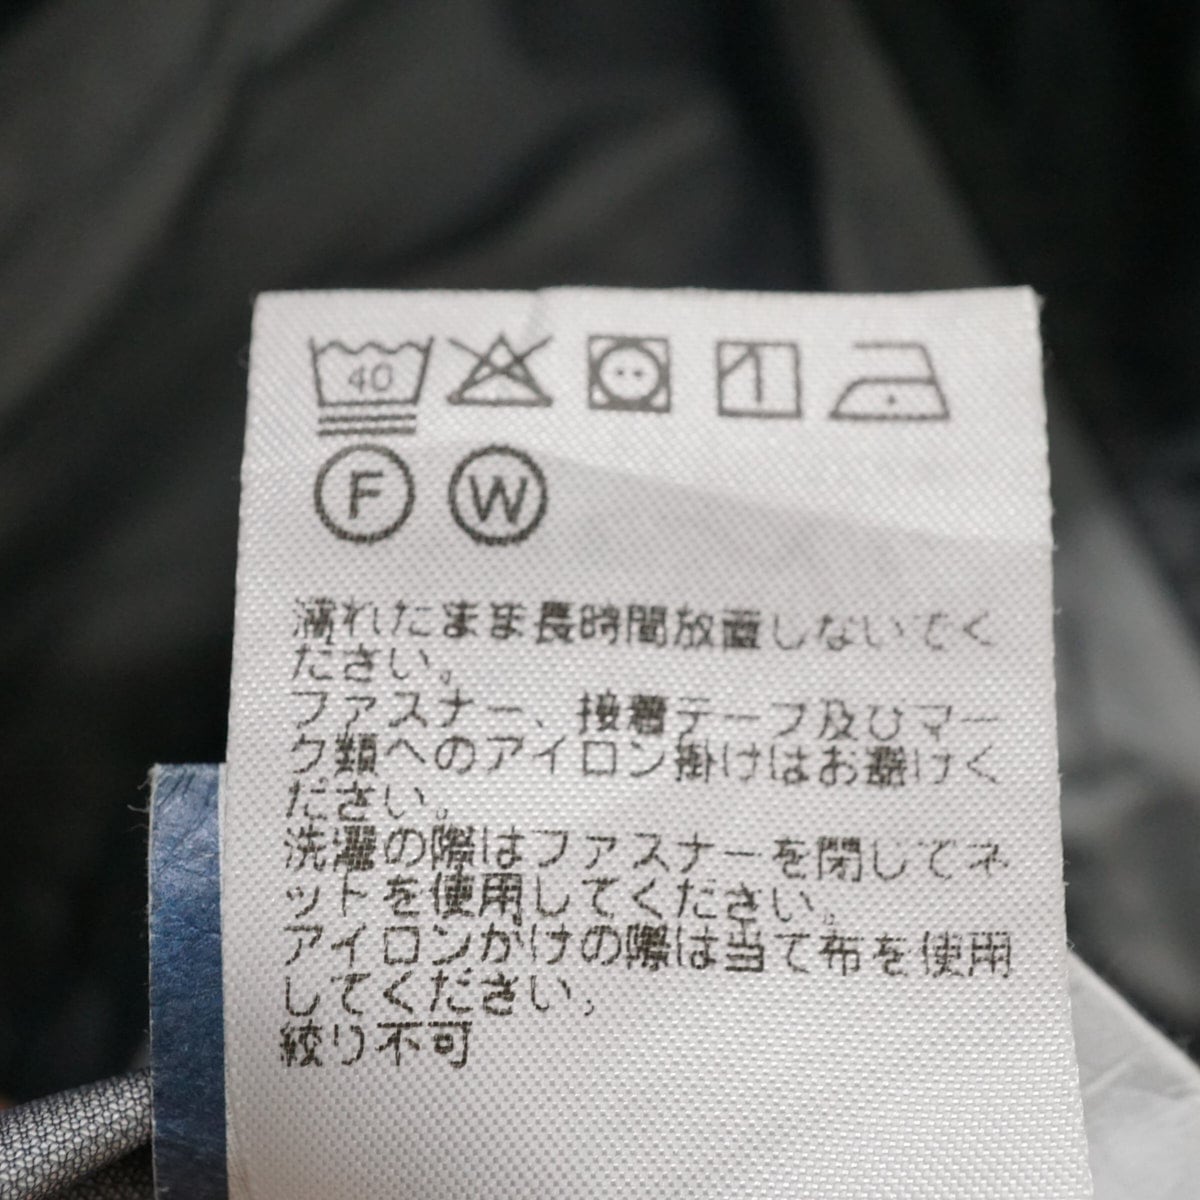 40
F W
濡れたまま長時間放置しないでく
ださい。
ファスナー、接着テープ及びマー
ク類へのアイロン掛けはお避けく
ださい。
洗濯の際はファスナーを閉じてネ
ットを使用してください。
アイロンがけの際は当て布を使用
してください。
絞り不可